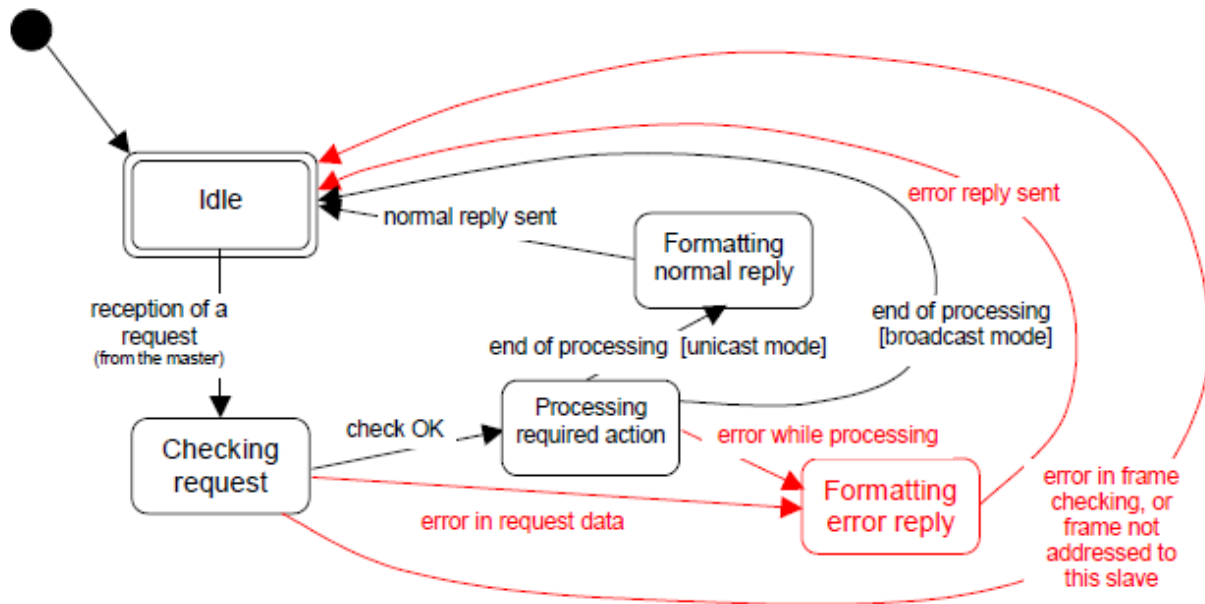 Idle
error reply sent
normal reply sent
Formatting
normal reply
reception of a
request
(from the master)
end of processing
[broadcast mode]
end of processing [unicast mode]
Processing
required action
check OK
error while processing
Checking
request
Formatting
error reply
error in request data
error in frame
checking, or
frame not
addressed to
this slave